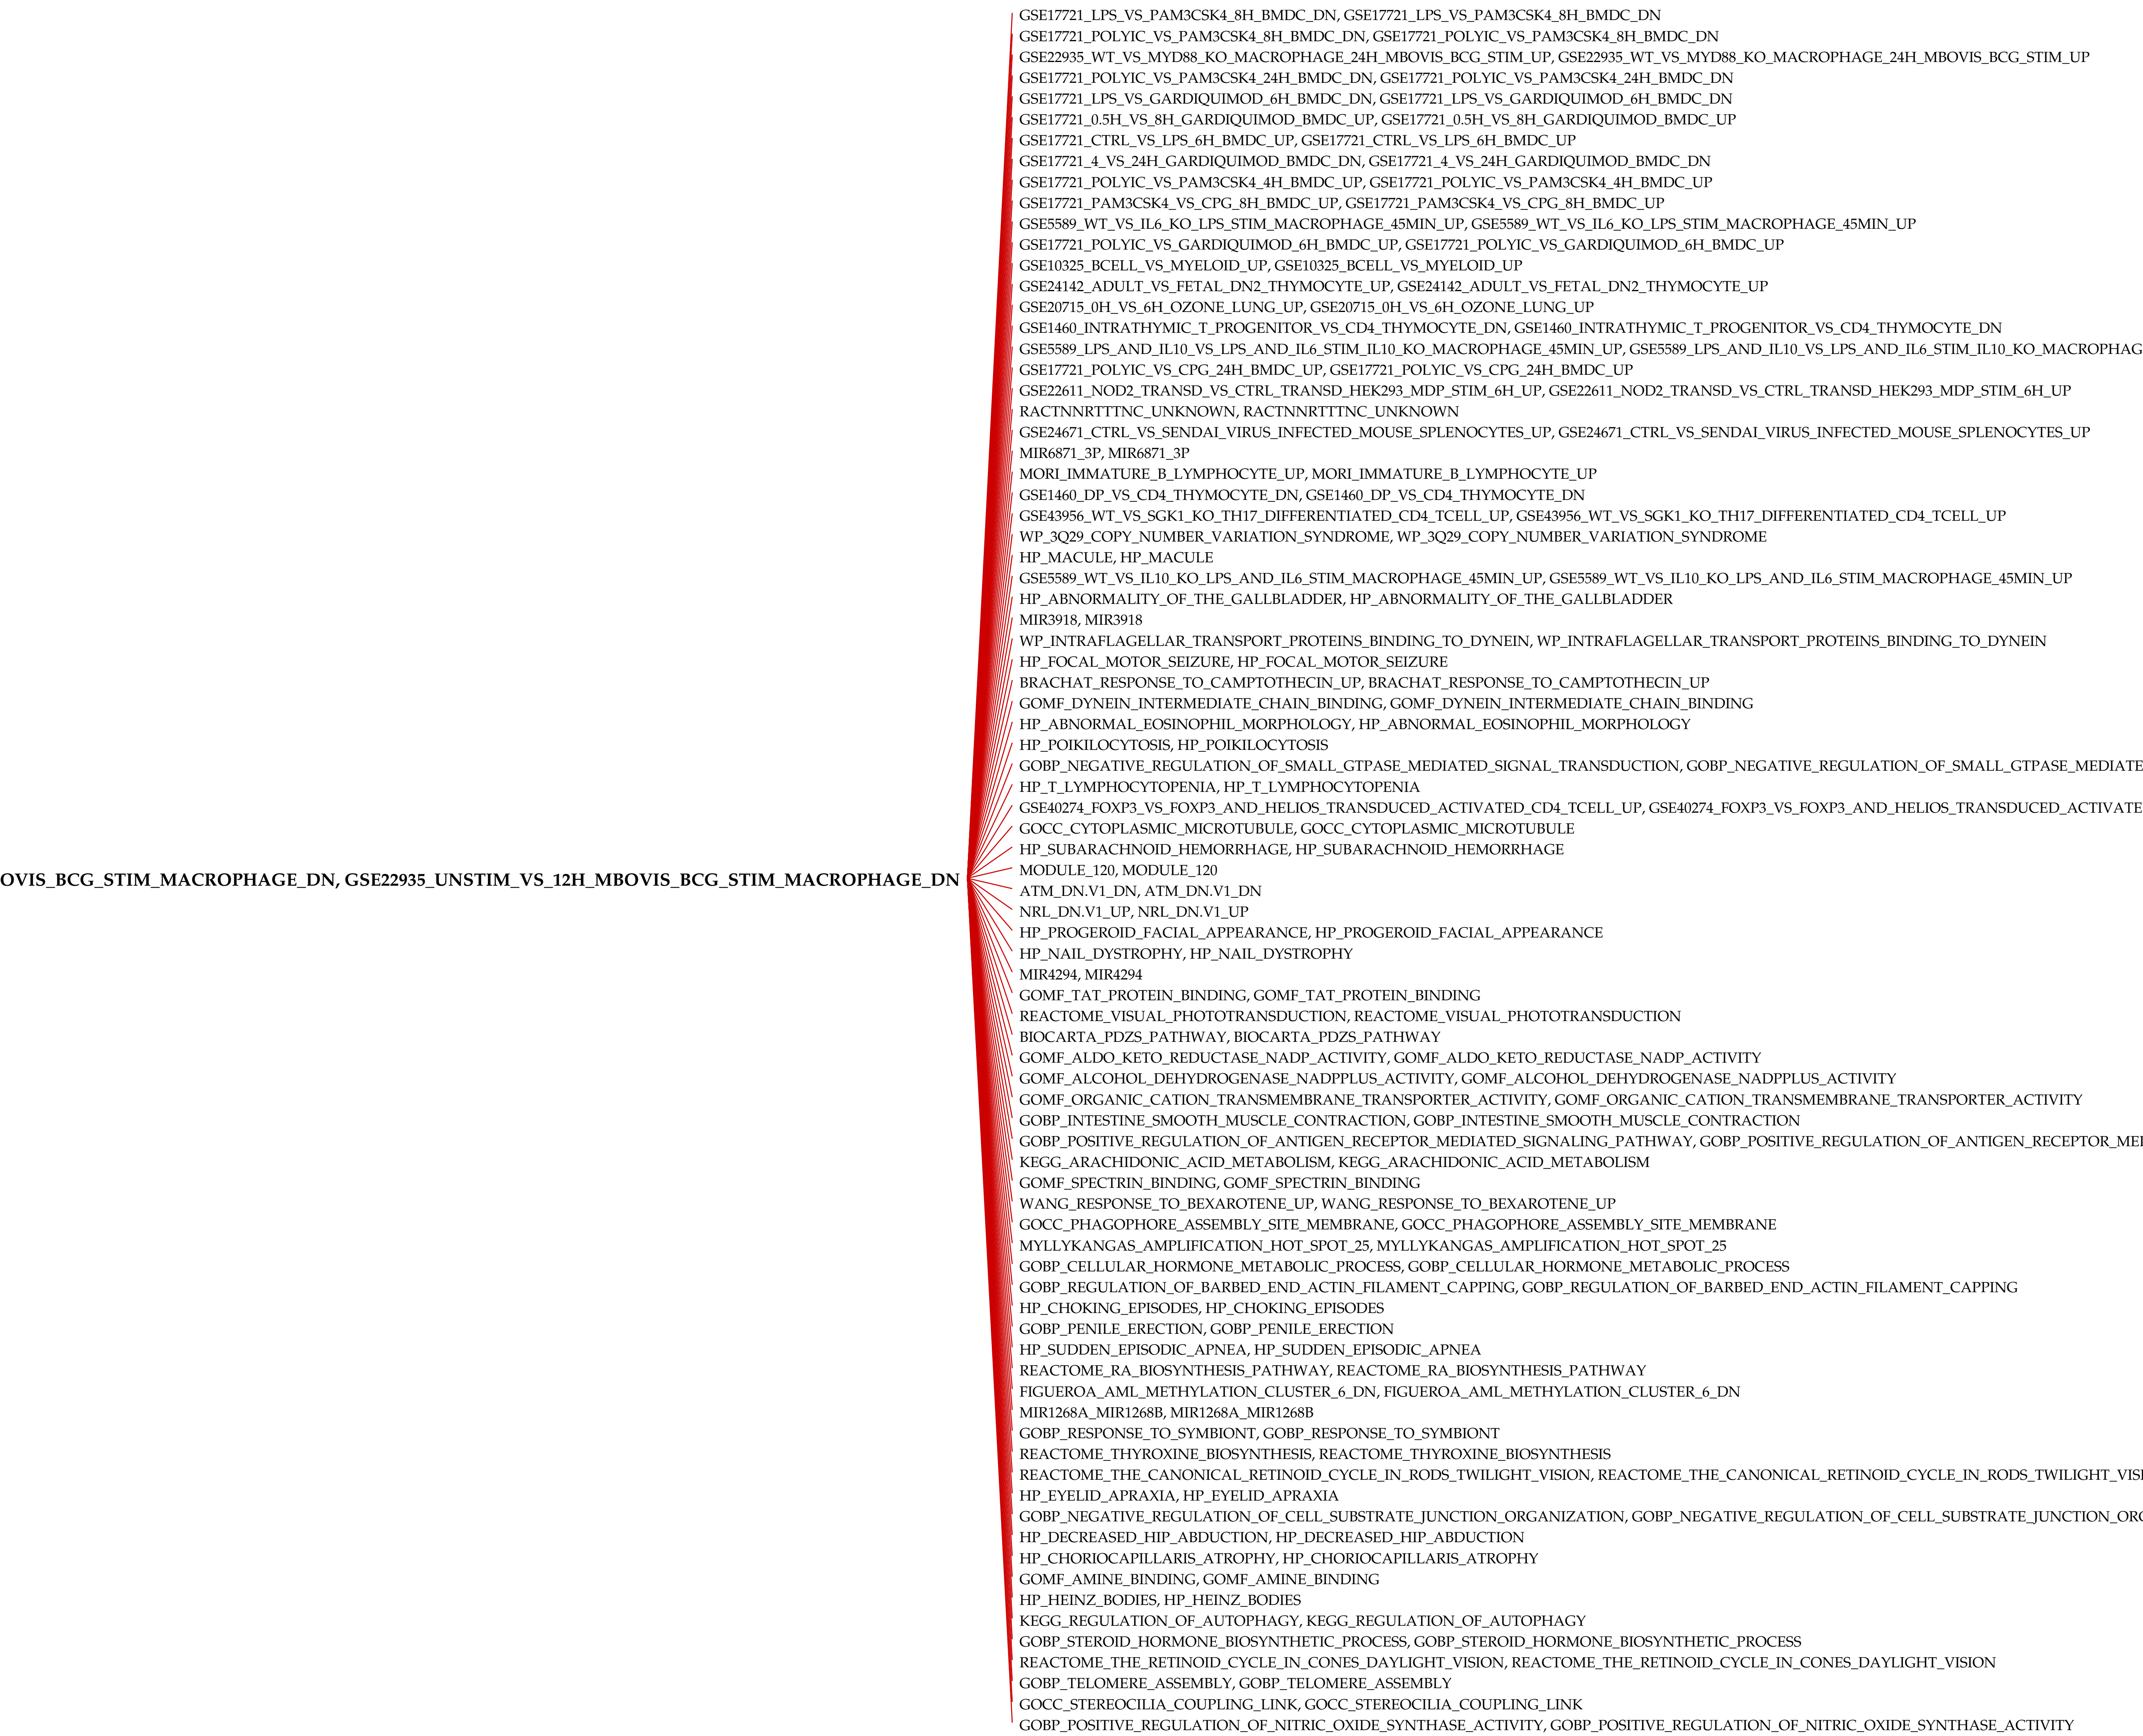 GSE17721_LPS_VS_PAM3CSK4_8H_BMDC_DN, GSE17721_LPS_VS_PAM3CSK4_8H_BMDC_DN
GSE17721_POLYIC_VS_PAM3CSK4_8H_BMDC_DN, GSE17721_POLYIC_VS_PAM3CSK4_8H_BMDC_DN
GSE22935_WT_VS_MYD88_KO_MACROPHAGE_24H_MBOVIS_BCG_STIM_UP, GSE22935_WT_VS_MYD88_KO_MACROPHAGE_24H_MBOVIS_BCG_STIM_UP
GSE17721_POLYIC_VS_PAM3CSK4_24H_BMDC_DN, GSE17721_POLYIC_VS_PAM3CSK4_24H_BMDC_DN
GSE17721_LPS_VS_GARDIQUIMOD_6H_BMDC_DN, GSE17721_LPS_VS_GARDIQUIMOD_6H_BMDC_DN
GSE17721_0.5H_VS_8H_GARDIQUIMOD_BMDC_UP, GSE17721_0.5H_VS_8H_GARDIQUIMOD_BMDC_UP
GSE17721_CTRL_VS_LPS_6H_BMDC_UP, GSE17721_CTRL_VS_LPS_6H_BMDC_UP
GSE17721_4_VS_24H_GARDIQUIMOD_BMDC_DN, GSE17721_4_VS_24H_GARDIQUIMOD_BMDC_DN
GSE17721_POLYIC_VS_PAM3CSK4_4H_BMDC_UP, GSE17721_POLYIC_VS_PAM3CSK4_4H_BMDC_UP
GSE17721_PAM3CSK4_VS_CPG_8H_BMDC_UP, GSE17721_PAM3CSK4_VS_CPG_8H_BMDC_UP
GSE5589_WT_VS_IL6_KO_LPS_STIM_MACROPHAGE_45MIN_UP, GSE5589_WT_VS_IL6_KO_LPS_STIM_MACROPHAGE_45MIN_UP
GSE17721_POLYIC_VS_GARDIQUIMOD_6H_BMDC_UP, GSE17721_POLYIC_VS_GARDIQUIMOD_6H_BMDC_UP
GSE10325_BCELL_VS_MYELOID_UP, GSE10325_BCELL_VS_MYELOID_UP
GSE24142_ADULT_VS_FETAL_DN2_THYMOCYTE_UP, GSE24142_ADULT_VS_FETAL_DN2_THYMOCYTE_UP
GSE20715_0H_VS_6H_OZONE_LUNG_UP, GSE20715_0H_VS_6H_OZONE_LUNG_UP
GSE1460_INTRATHYMIC_T_PROGENITOR_VS_CD4_THYMOCYTE_DN, GSE1460_INTRATHYMIC_T_PROGENITOR_VS_CD4_THYMOCYTE_DN
GSE5589_LPS_AND_IL10_VS_LPS_AND_IL6_STIM_IL10_KO_MACROPHAGE_45MIN_UP, GSE5589_LPS_AND_IL10_VS_LPS_AND_IL6_STIM_IL10_KO_MACROPHAG
GSE17721_POLYIC_VS_CPG_24H_BMDC_UP, GSE17721_POLYIC_VS_CPG_24H_BMDC_UP
GSE22611_NOD2_TRANSD_VS_CTRL_TRANSD_HEK293_MDP_STIM_6H_UP, GSE22611_NOD2_TRANSD_VS_CTRL_TRANSD_HEK293_MDP_STIM_6H_UP
RACTNNRTTTNC_UNKNOWN, RACTNNRTTTNC_UNKNOWN
GSE24671_CTRL_VS_SENDAI_VIRUS_INFECTED_MOUSE_SPLENOCYTES_UP, GSE24671_CTRL_VS_SENDAI_VIRUS_INFECTED_MOUSE_SPLENOCYTES_UP
MIR6871_3P, MIR6871_3P
MORI_IMMATURE_B_LYMPHOCYTE_UP, MORI_IMMATURE_B_LYMPHOCYTE_UP
GSE1460_DP_VS_CD4_THYMOCYTE_DN, GSE1460_DP_VS_CD4_THYMOCYTE_DN
GSE43956_WT_VS_SGK1_KO_TH17_DIFFERENTIATED_CD4_TCELL_UP, GSE43956_WT_VS_SGK1_KO_TH17_DIFFERENTIATED_CD4_TCELL_UP
WP_3Q29_COPY_NUMBER_VARIATION_SYNDROME, WP_3Q29_COPY_NUMBER_VARIATION_SYNDROME
HP_MACULE, HP_MACULE
GSE5589_WT_VS_IL10_KO_LPS_AND_IL6_STIM_MACROPHAGE_45MIN_UP, GSE5589_WT_VS_IL10_KO_LPS_AND_IL6_STIM_MACROPHAGE_45MIN_UP
HP_ABNORMALITY_OF_THE_GALLBLADDER, HP_ABNORMALITY_OF_THE_GALLBLADDER
MIR3918, MIR3918
WP_INTRAFLAGELLAR_TRANSPORT_PROTEINS_BINDING_TO_DYNEIN, WP_INTRAFLAGELLAR_TRANSPORT_PROTEINS_BINDING_TO_DYNEIN
HP_FOCAL_MOTOR_SEIZURE, HP_FOCAL_MOTOR_SEIZURE
BRACHAT_RESPONSE_TO_CAMPTOTHECIN_UP, BRACHAT_RESPONSE_TO_CAMPTOTHECIN_UP
GOMF_DYNEIN_INTERMEDIATE_CHAIN_BINDING, GOMF_DYNEIN_INTERMEDIATE_CHAIN_BINDING
HP_ABNORMAL_EOSINOPHIL_MORPHOLOGY, HP_ABNORMAL_EOSINOPHIL_MORPHOLOGY
HP_POIKILOCYTOSIS, HP_POIKILOCYTOSIS
GOBP_NEGATIVE_REGULATION_OF_SMALL_GTPASE_MEDIATED_SIGNAL_TRANSDUCTION, GOBP_NEGATIVE_REGULATION_OF_SMALL_GTPASE_MEDIATE
HP_T_LYMPHOCYTOPENIA, HP_T_LYMPHOCYTOPENIA
GSE40274_FOXP3_VS_FOXP3_AND_HELIOS_TRANSDUCED_ACTIVATED_CD4_TCELL_UP, GSE40274_FOXP3_VS_FOXP3_AND_HELIOS_TRANSDUCED_ACTIVATE
GOCC_CYTOPLASMIC_MICROTUBULE, GOCC_CYTOPLASMIC_MICROTUBULE
HP_SUBARACHNOID_HEMORRHAGE, HP_SUBARACHNOID_HEMORRHAGE
MODULE_120, MODULE_120
OVIS_BCG_STIM_MACROPHAGE_DN, GSE22935_UNSTIM_VS_12H_MBOVIS_BCG_STIM_MACROPHAGE_DN
ATM_DN.V1_DN, ATM_DN.V1_DN
NRL_DN.V1_UP, NRL_DN.V1_UP
HP_PROGEROID_FACIAL_APPEARANCE, HP_PROGEROID_FACIAL_APPEARANCE
HP_NAIL_DYSTROPHY, HP_NAIL_DYSTROPHY
MIR4294, MIR4294
GOMF_TAT_PROTEIN_BINDING, GOMF_TAT_PROTEIN_BINDING
REACTOME_VISUAL_PHOTOTRANSDUCTION, REACTOME_VISUAL_PHOTOTRANSDUCTION
BIOCARTA_PDZS_PATHWAY, BIOCARTA_PDZS_PATHWAY
GOMF_ALDO_KETO_REDUCTASE_NADP_ACTIVITY, GOMF_ALDO_KETO_REDUCTASE_NADP_ACTIVITY
GOMF_ALCOHOL_DEHYDROGENASE_NADPPLUS_ACTIVITY, GOMF_ALCOHOL_DEHYDROGENASE_NADPPLUS_ACTIVITY
GOMF_ORGANIC_CATION_TRANSMEMBRANE_TRANSPORTER_ACTIVITY, GOMF_ORGANIC_CATION_TRANSMEMBRANE_TRANSPORTER_ACTIVITY
GOBP_INTESTINE_SMOOTH_MUSCLE_CONTRACTION, GOBP_INTESTINE_SMOOTH_MUSCLE_CONTRACTION
GOBP_POSITIVE_REGULATION_OF_ANTIGEN_RECEPTOR_MEDIATED_SIGNALING_PATHWAY, GOBP_POSITIVE_REGULATION_OF_ANTIGEN_RECEPTOR_ME
KEGG_ARACHIDONIC_ACID_METABOLISM, KEGG_ARACHIDONIC_ACID_METABOLISM
GOMF_SPECTRIN_BINDING, GOMF_SPECTRIN_BINDING
WANG_RESPONSE_TO_BEXAROTENE_UP, WANG_RESPONSE_TO_BEXAROTENE_UP
GOCC_PHAGOPHORE_ASSEMBLY_SITE_MEMBRANE, GOCC_PHAGOPHORE_ASSEMBLY_SITE_MEMBRANE
MYLLYKANGAS_AMPLIFICATION_HOT_SPOT_25, MYLLYKANGAS_AMPLIFICATION_HOT_SPOT_25
GOBP_CELLULAR_HORMONE_METABOLIC_PROCESS, GOBP_CELLULAR_HORMONE_METABOLIC_PROCESS
GOBP_REGULATION_OF_BARBED_END_ACTIN_FILAMENT_CAPPING, GOBP_REGULATION_OF_BARBED_END_ACTIN_FILAMENT_CAPPING
HP_CHOKING_EPISODES, HP_CHOKING_EPISODES
GOBP_PENILE_ERECTION, GOBP_PENILE_ERECTION
HP_SUDDEN_EPISODIC_APNEA, HP_SUDDEN_EPISODIC_APNEA
REACTOME_RA_BIOSYNTHESIS_PATHWAY, REACTOME_RA_BIOSYNTHESIS_PATHWAY
FIGUEROA_AML_METHYLATION_CLUSTER_6_DN, FIGUEROA_AML_METHYLATION_CLUSTER_6_DN
MIR1268A_MIR1268B, MIR1268A_MIR1268B
GOBP_RESPONSE_TO_SYMBIONT, GOBP_RESPONSE_TO_SYMBIONT
REACTOME_THYROXINE_BIOSYNTHESIS, REACTOME_THYROXINE_BIOSYNTHESIS
REACTOME_THE_CANONICAL_RETINOID_CYCLE_IN_RODS_TWILIGHT_VISION, REACTOME_THE_CANONICAL_RETINOID_CYCLE_IN_RODS_TWILIGHT_VIS
HP_EYELID_APRAXIA, HP_EYELID_APRAXIA
GOBP_NEGATIVE_REGULATION_OF_CELL_SUBSTRATE_JUNCTION_ORGANIZATION, GOBP_NEGATIVE_REGULATION_OF_CELL_SUBSTRATE_JUNCTION_OR
HP_DECREASED_HIP_ABDUCTION, HP_DECREASED_HIP_ABDUCTION
HP_CHORIOCAPILLARIS_ATROPHY, HP_CHORIOCAPILLARIS_ATROPHY
GOMF_AMINE_BINDING, GOMF_AMINE_BINDING
HP_HEINZ_BODIES, HP_HEINZ_BODIES
KEGG_REGULATION_OF_AUTOPHAGY, KEGG_REGULATION_OF_AUTOPHAGY
GOBP_STEROID_HORMONE_BIOSYNTHETIC_PROCESS, GOBP_STEROID_HORMONE_BIOSYNTHETIC_PROCESS
REACTOME_THE_RETINOID_CYCLE_IN_CONES_DAYLIGHT_VISION, REACTOME_THE_RETINOID_CYCLE_IN_CONES_DAYLIGHT_VISION
GOBP_TELOMERE_ASSEMBLY, GOBP_TELOMERE_ASSEMBLY
GOCC_STEREOCILIA_COUPLING_LINK, GOCC_STEREOCILIA_COUPLING_LINK
GOBP_POSITIVE_REGULATION_OF_NITRIC_OXIDE_SYNTHASE_ACTIVITY, GOBP_POSITIVE_REGULATION_OF_NITRIC_OXIDE_SYNTHASE_ACTIVITY